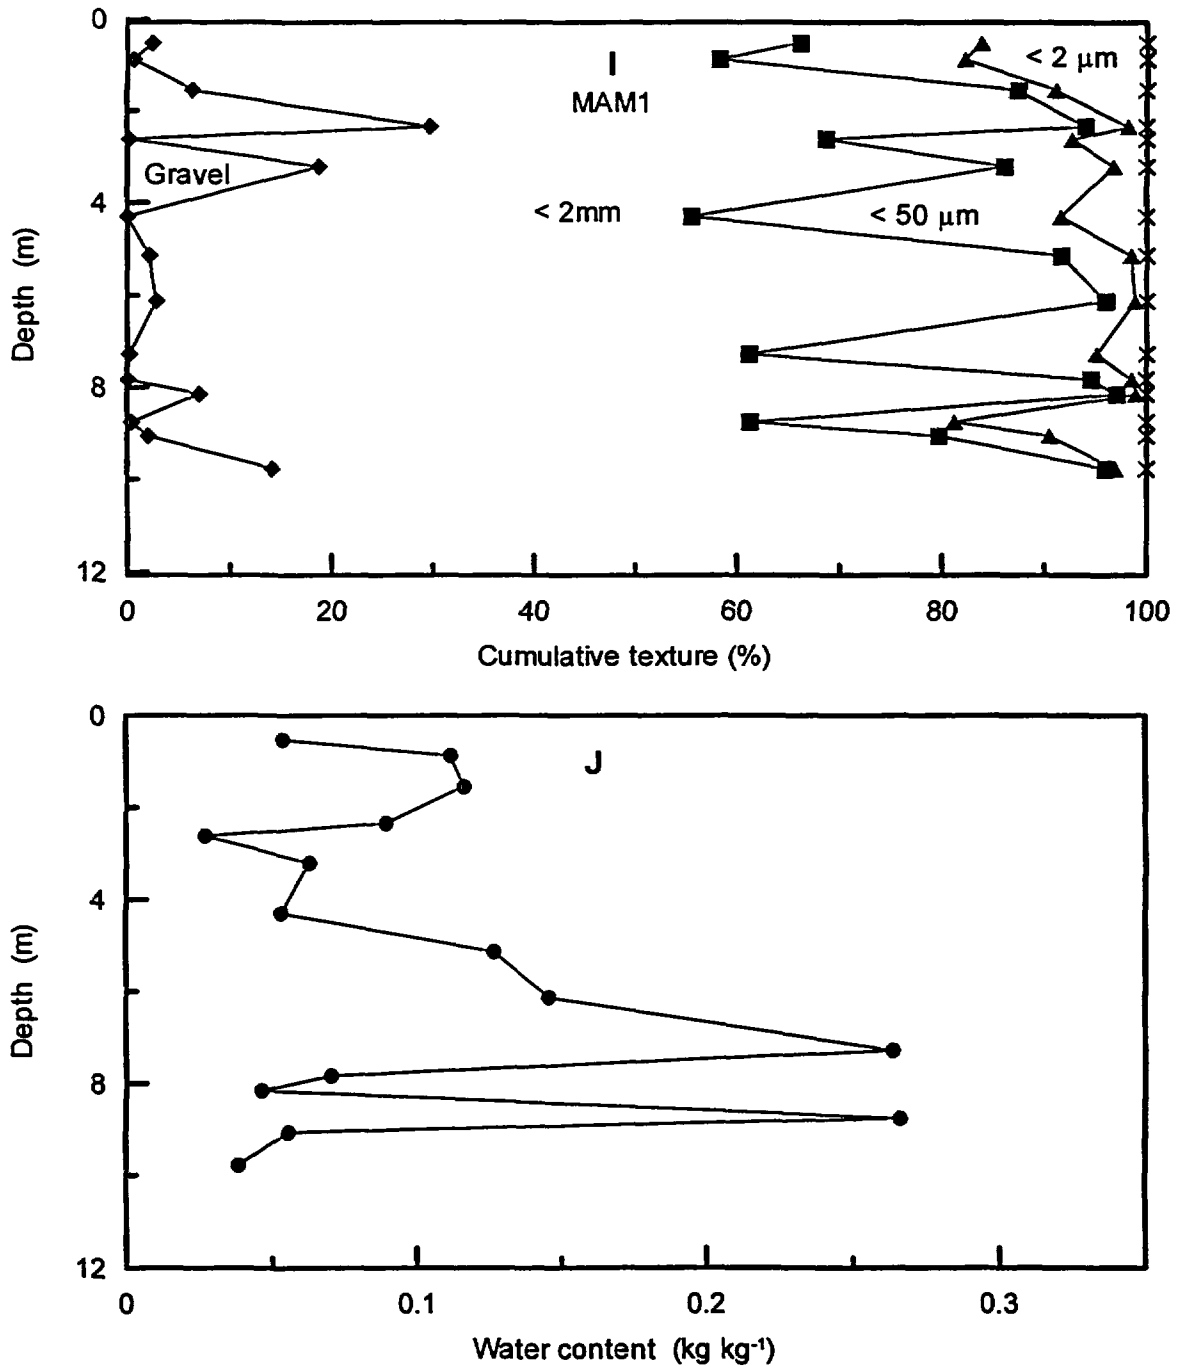 0
I
< 2 µm
MAM1
Gravel
4
< 2mm
< 50 µm
Depth (m)
8
12
0 20 40 60 80 100
Cumulative texture (%)
0
J
4
Depth (m)
8
12
0 0.1 0.2 0.3
Water content (kg kg⁻¹)